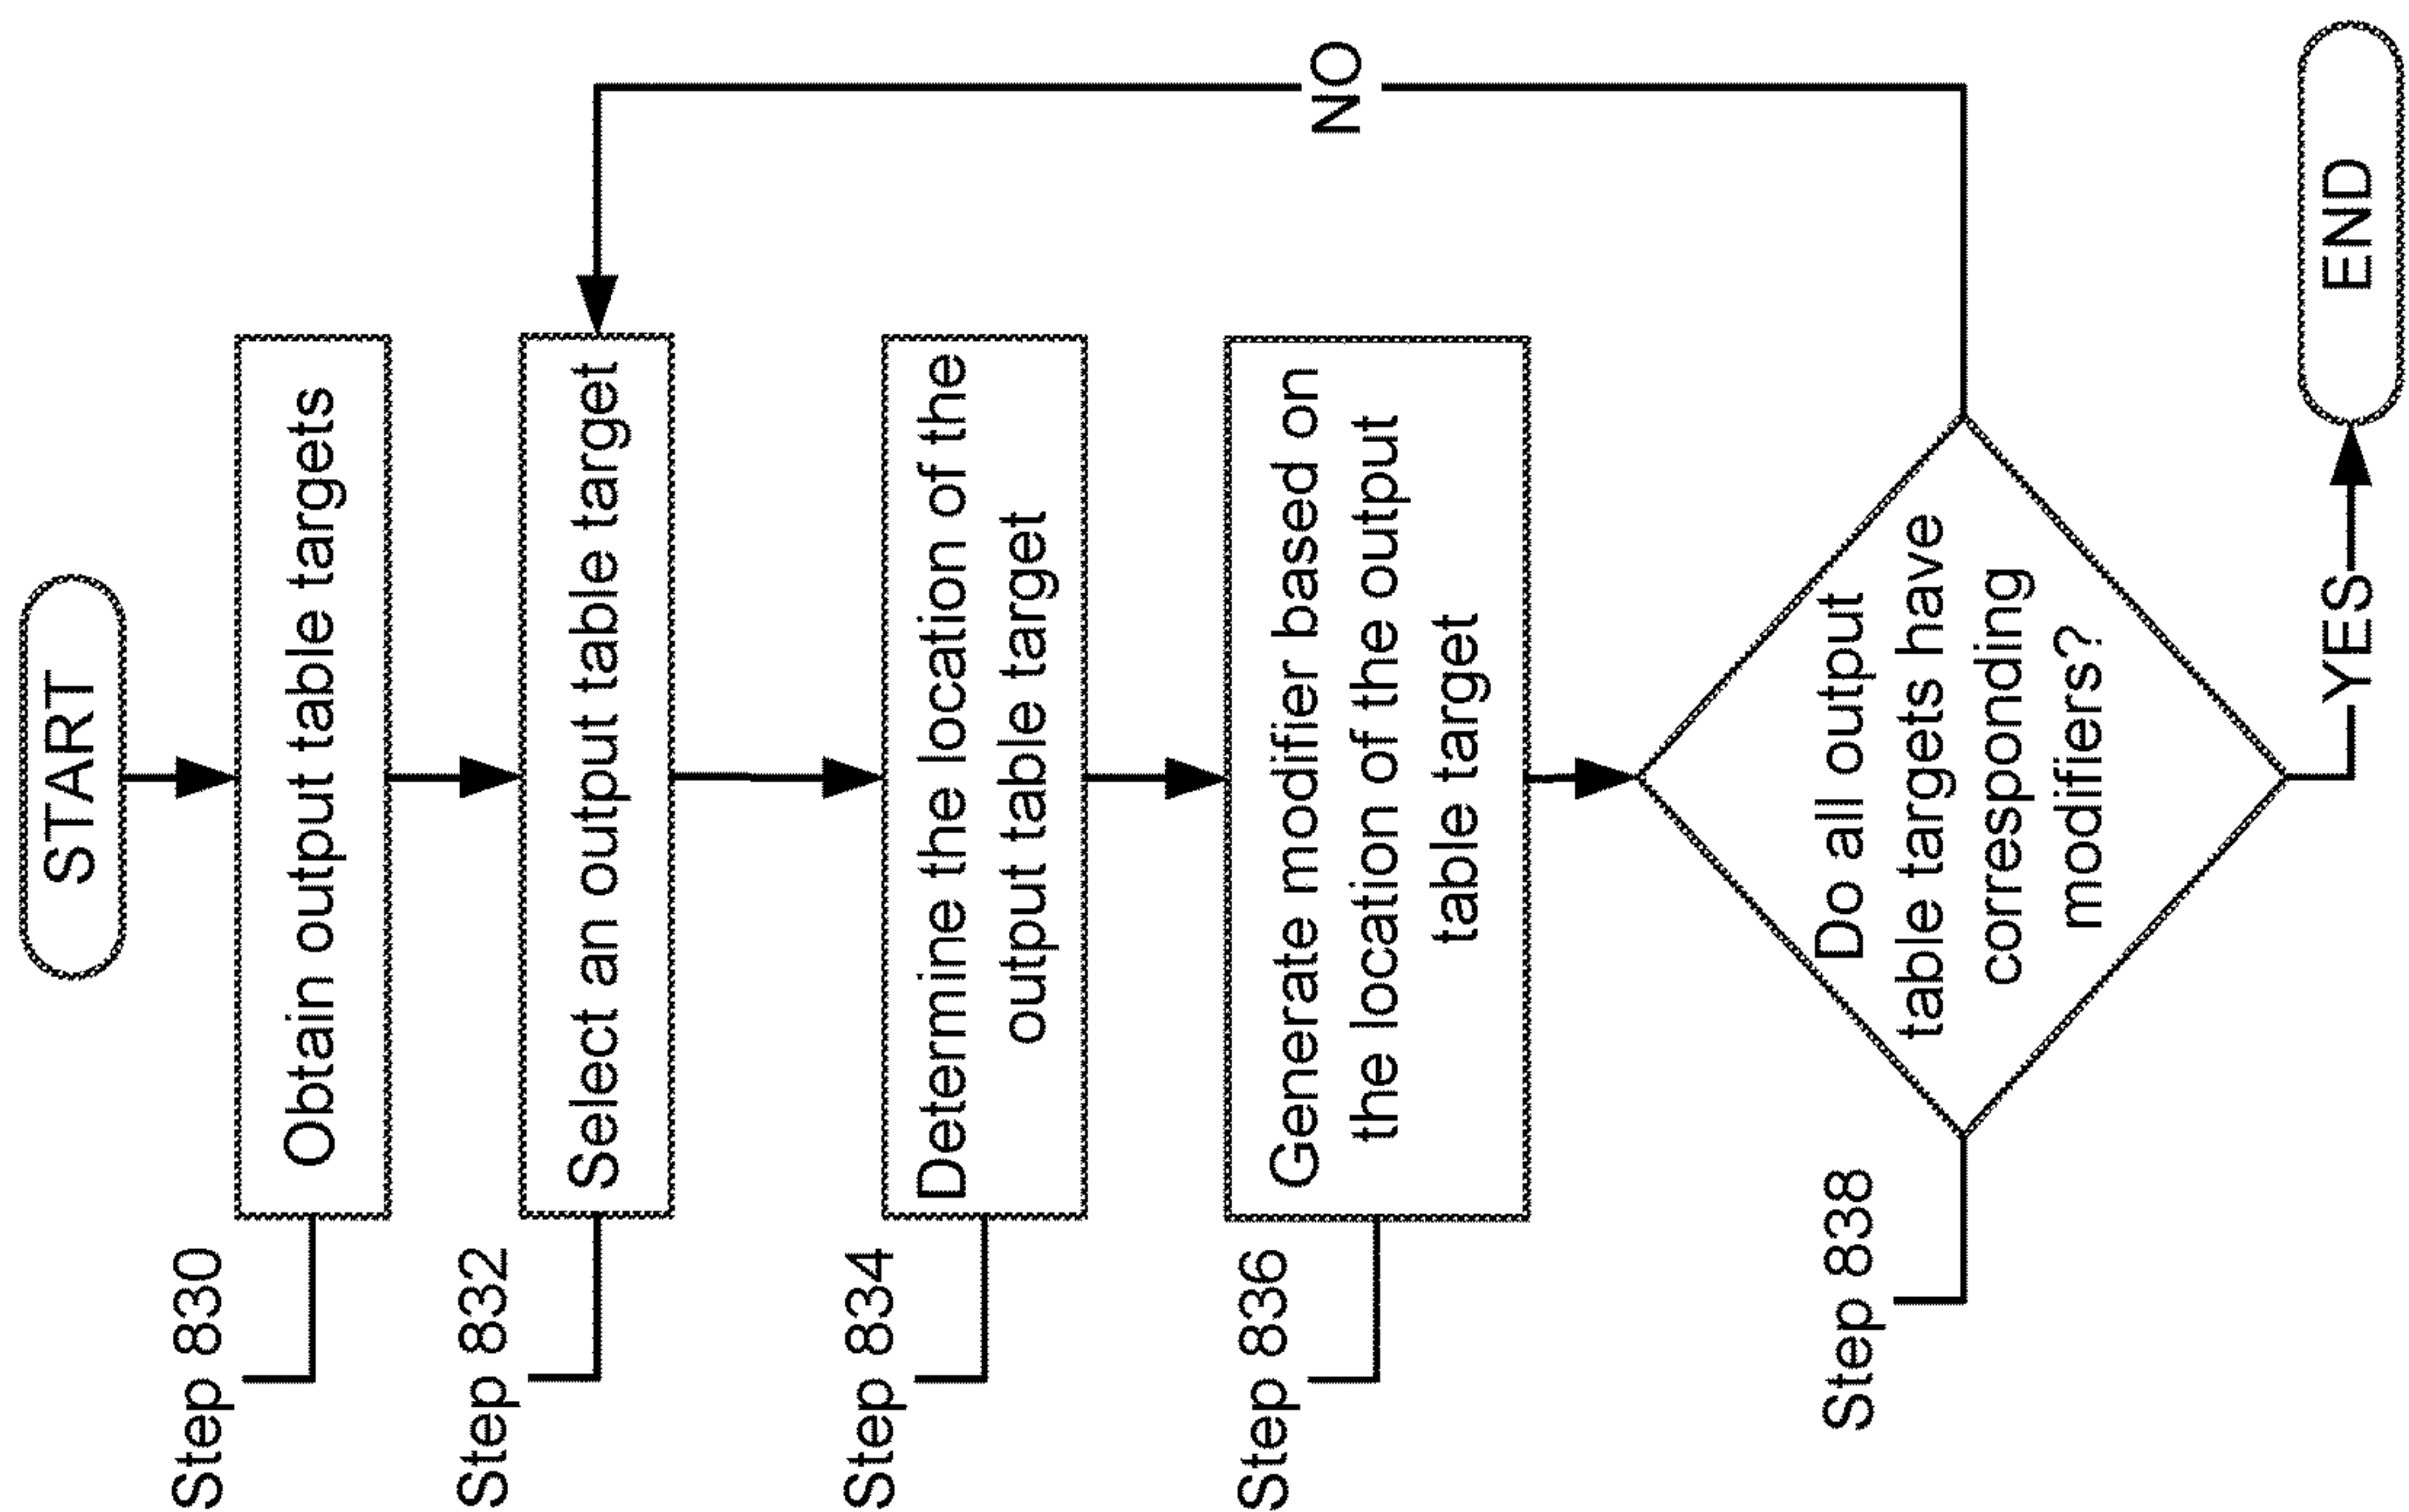 START
Step 830
Obtain output table targets
Step 832
Select an output table target
Step 834
Determine the location of the
output table target
Step 836
Generate modifier based on
the location of the output
table target
Step 838
Do all output
table targets have
corresponding
modifiers?
NO
YES
END